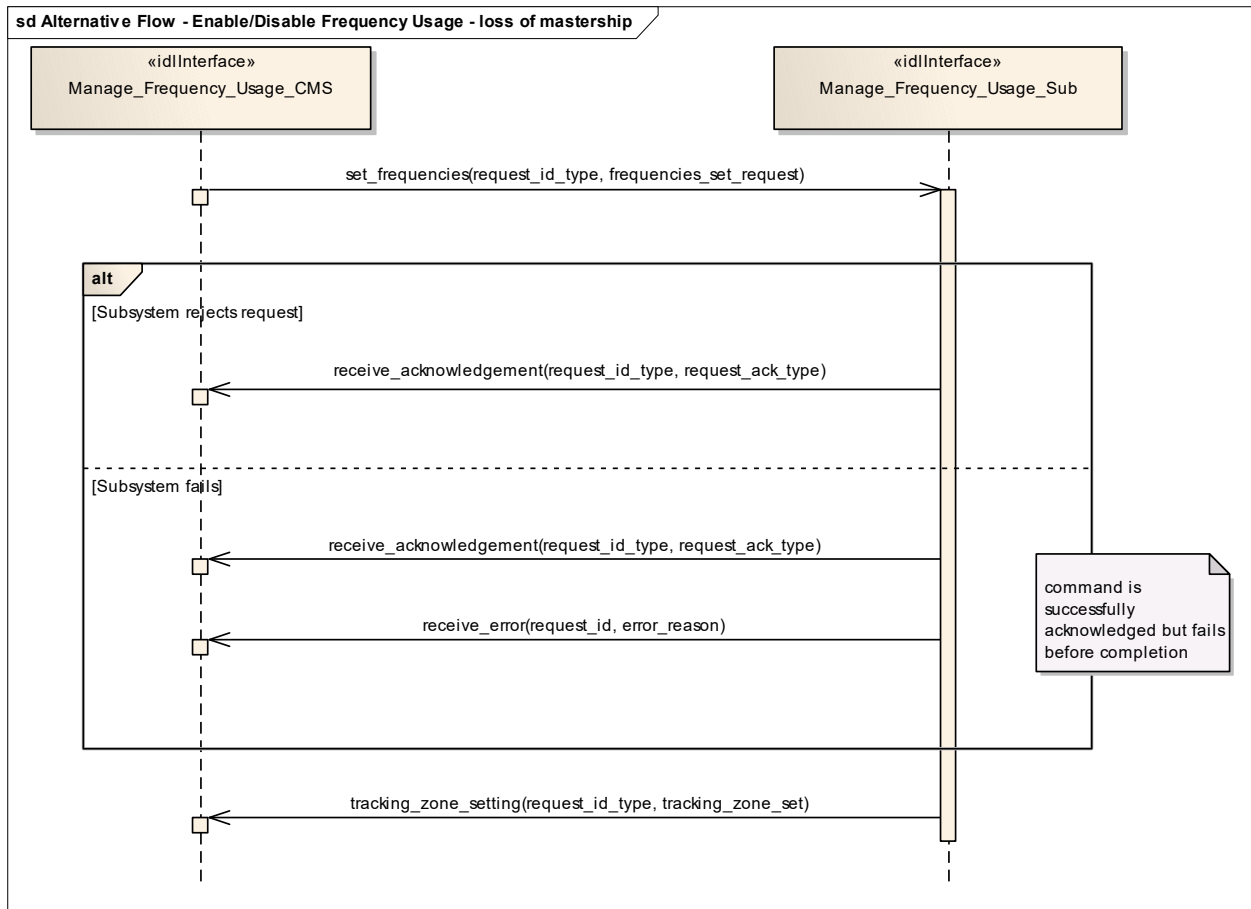 sd Alternative Flow - Enable/Disable Frequency Usage - loss of mastership
«idlInterface»
Manage_Frequency_Usage_CMS
«idlInterface»
Manage_Frequency_Usage_Sub
set_frequencies(request_id_type, frequencies_set_request)
alt
[Subsystem rejects request]
receive_acknowledgement(request_id_type, request_ack_type)
[Subsystem fails]
receive_acknowledgement(request_id_type, request_ack_type)
command is
successfully
acknowledged but fails
before completion
receive_error(request_id, error_reason)
tracking_zone_setting(request_id_type, tracking_zone_set)